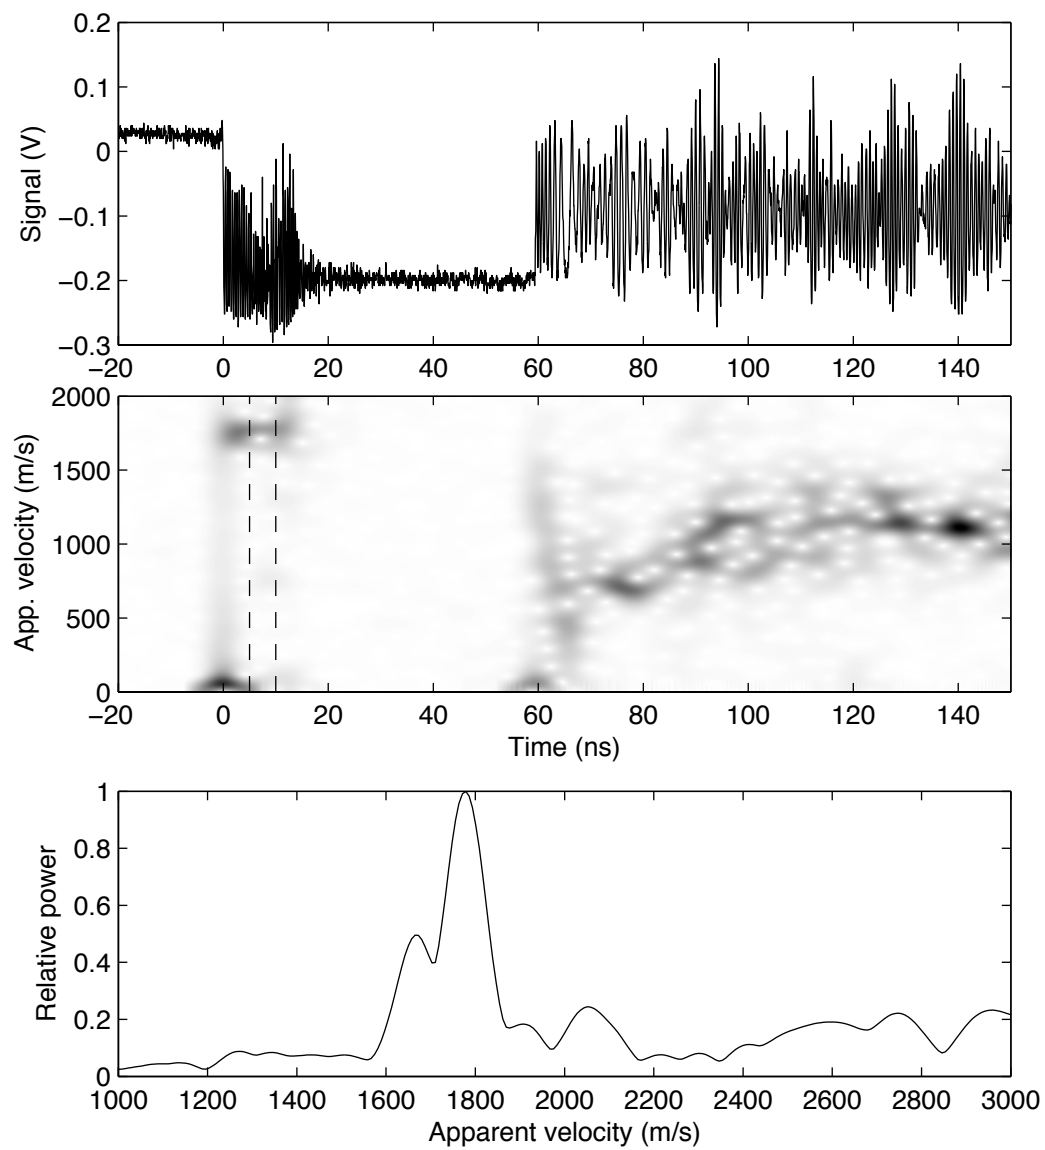 0.2
0.1
0
−0.1
−0.2
−0.3
Signal (V)
−20 0 20 40 60 80 100 120 140
2000
1500
1000
500
0
App. velocity (m/s)
−20 0 20 40 60 80 100 120 140
Time (ns)
1
0.8
0.6
0.4
0.2
0
Relative power
1000 1200 1400 1600 1800 2000 2200 2400 2600 2800 3000
Apparent velocity (m/s)